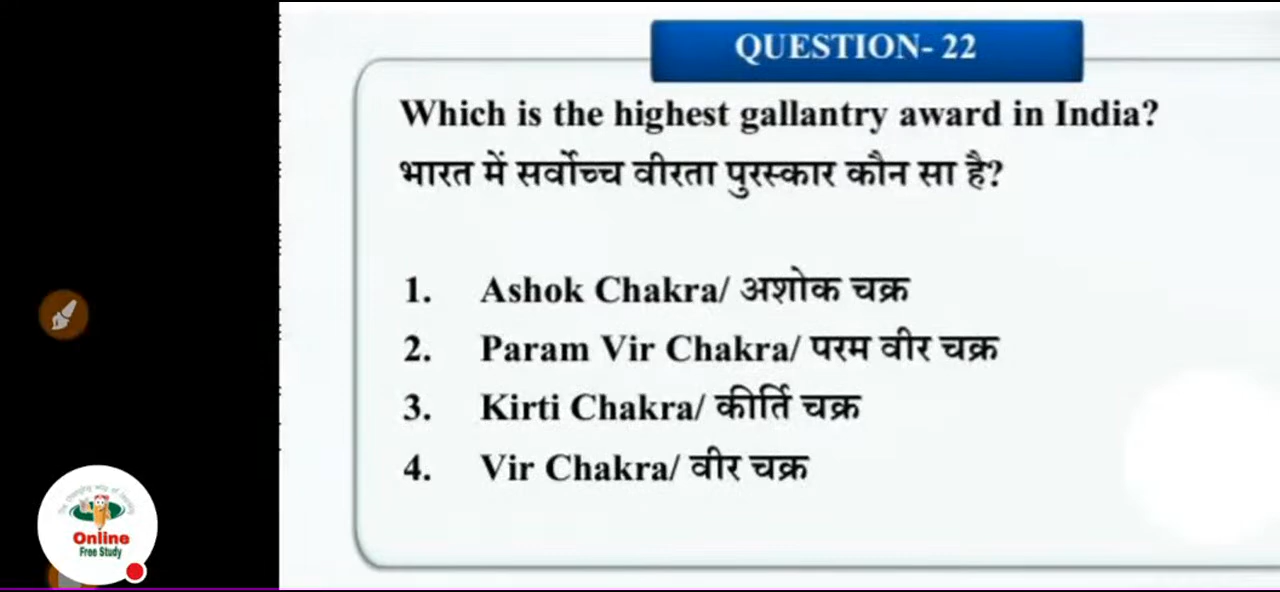 QUESTION- 22
Which is the highest gallantry award in India?
भारत में सर्वोच्च वीरता पुरस्कार कौन सा है?
1. Ashok Chakra/ अशोक चक्र
2. Param Vir Chakra/ परम वीर चक्र
3. Kirti Chakra/ कीर्ति चक्र
4. Vir Chakra/ वीर चक्र
Online
Free Study